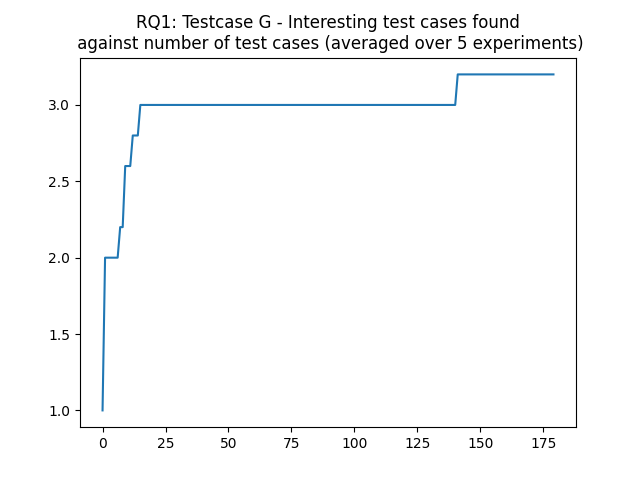 RQ1: Testcase G - Interesting test cases found
against number of test cases (averaged over 5 experiments)
3.0
2.5
2.0
1.5
1.0
0 25 50 75 100 125 150 175